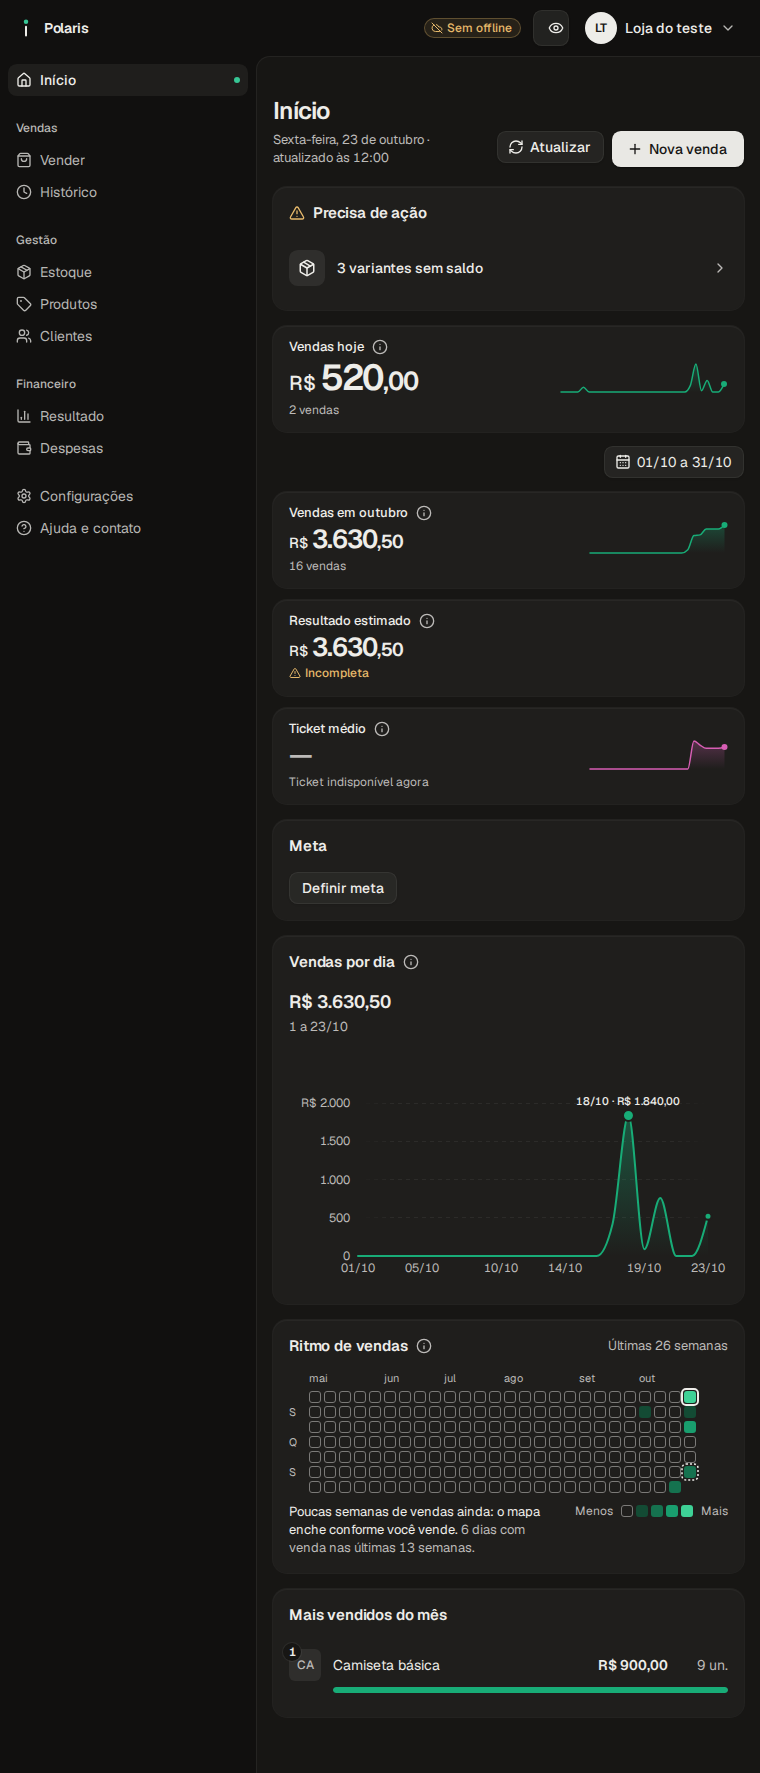 Polaris
Sem offline
LT
Loja do teste
Início
Vendas
Vender
Histórico
Gestão
Estoque
Produtos
Clientes
Financeiro
Resultado
Despesas
Configurações
Ajuda e contato
Início
Sexta-feira, 23 de outubro ·
atualizado às 12:00
Atualizar
Nova venda
Precisa de ação
3 variantes sem saldo
Vendas hoje
R$ 520,00
2 vendas
01/10 a 31/10
Vendas em outubro
R$ 3.630,50
16 vendas
Resultado estimado
R$ 3.630,50
Incompleta
Ticket médio
—
Ticket indisponível agora
Meta
Definir meta
Vendas por dia
R$ 3.630,50
1 a 23/10
18/10 · R$ 1.840,00
R$ 2.000
1.500
1.000
500
0
01/10 05/10 10/10 14/10 19/10 23/10
Ritmo de vendas
Últimas 26 semanas
mai jun jul ago set out
S
Q
S
Poucas semanas de vendas ainda: o mapa
enche conforme você vende. 6 dias com
venda nas últimas 13 semanas.
Menos
Mais
Mais vendidos do mês
1
CA
Camiseta básica
R$ 900,00
9 un.